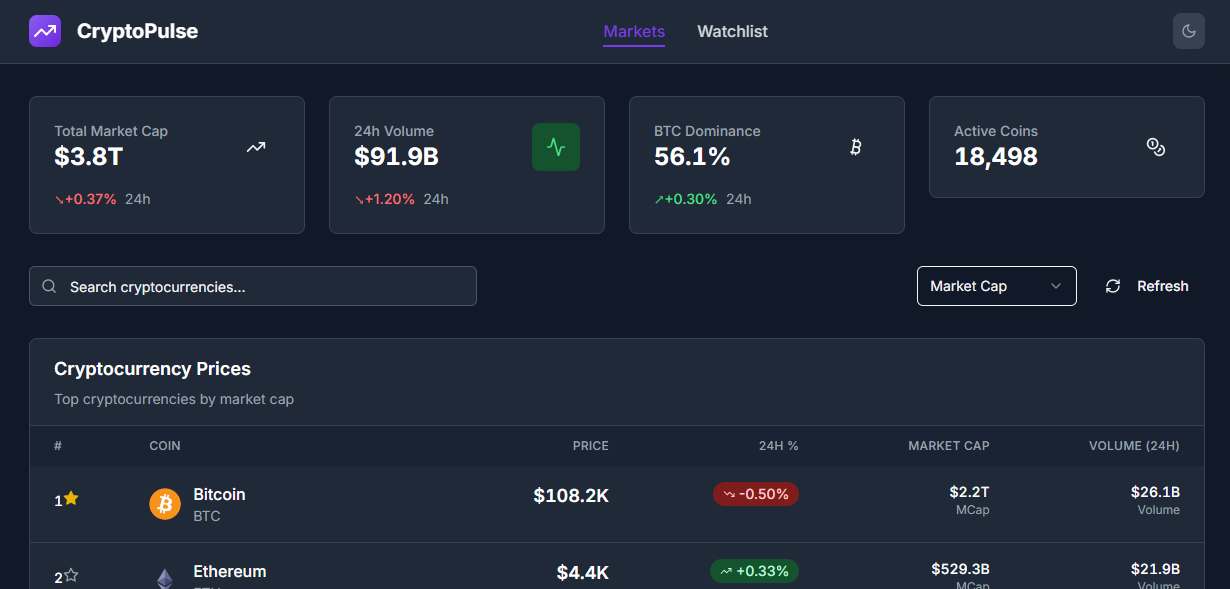 CryptoPulse
Markets
Watchlist
Total Market Cap
$3.8T
↘+0.37% 24h
24h Volume
$91.9B
↘+1.20% 24h
BTC Dominance
56.1%
↗+0.30% 24h
Active Coins
18,498
Search cryptocurrencies...
Market Cap
Refresh
Cryptocurrency Prices
Top cryptocurrencies by market cap
# COIN PRICE 24H % MARKET CAP VOLUME (24H)
1 Bitcoin $108.2K -0.50% $2.2T $26.1B
BTC MCap Volume
2 Ethereum $4.4K +0.33% $529.3B $21.9B
MCap Volume